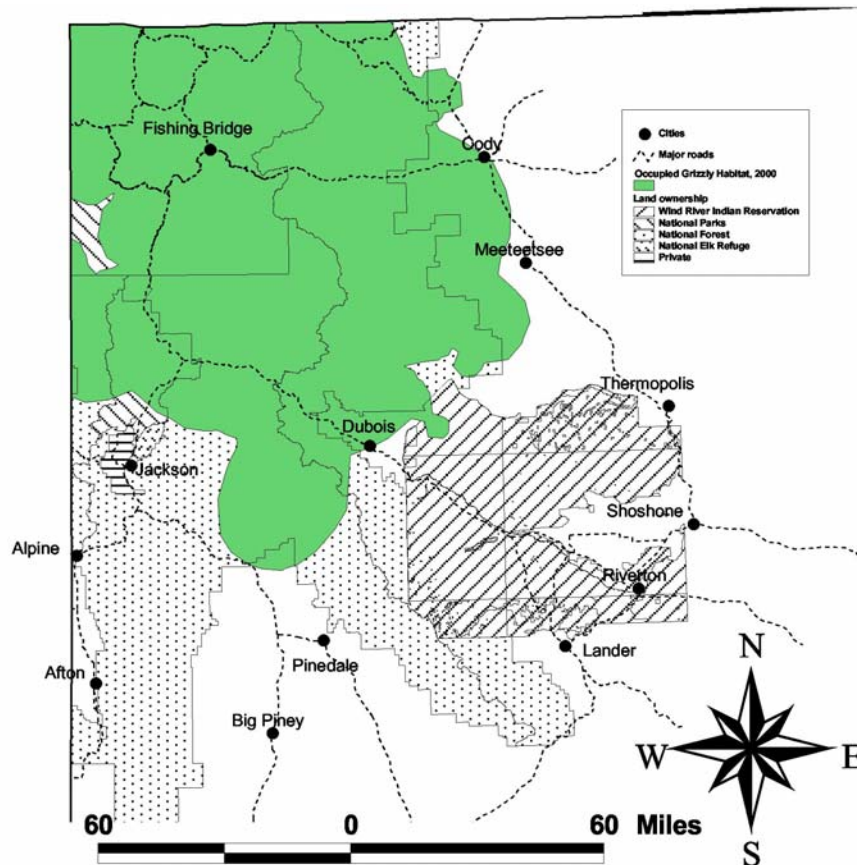 Fishing Bridge
Cody
Cities
Major roads
Occupied Grizzly Habitat, 2000
Land ownership
Wind River Indian Reservation
National Parks
National Forest
National Elk Refuge
Private
Meeteetsee
Thermopolis
Dubois
Jackson
Shoshone
Alpine
Riverton
Lander
Pinedale
Afton
Big Piney
N
W E
S
60 0 60 Miles